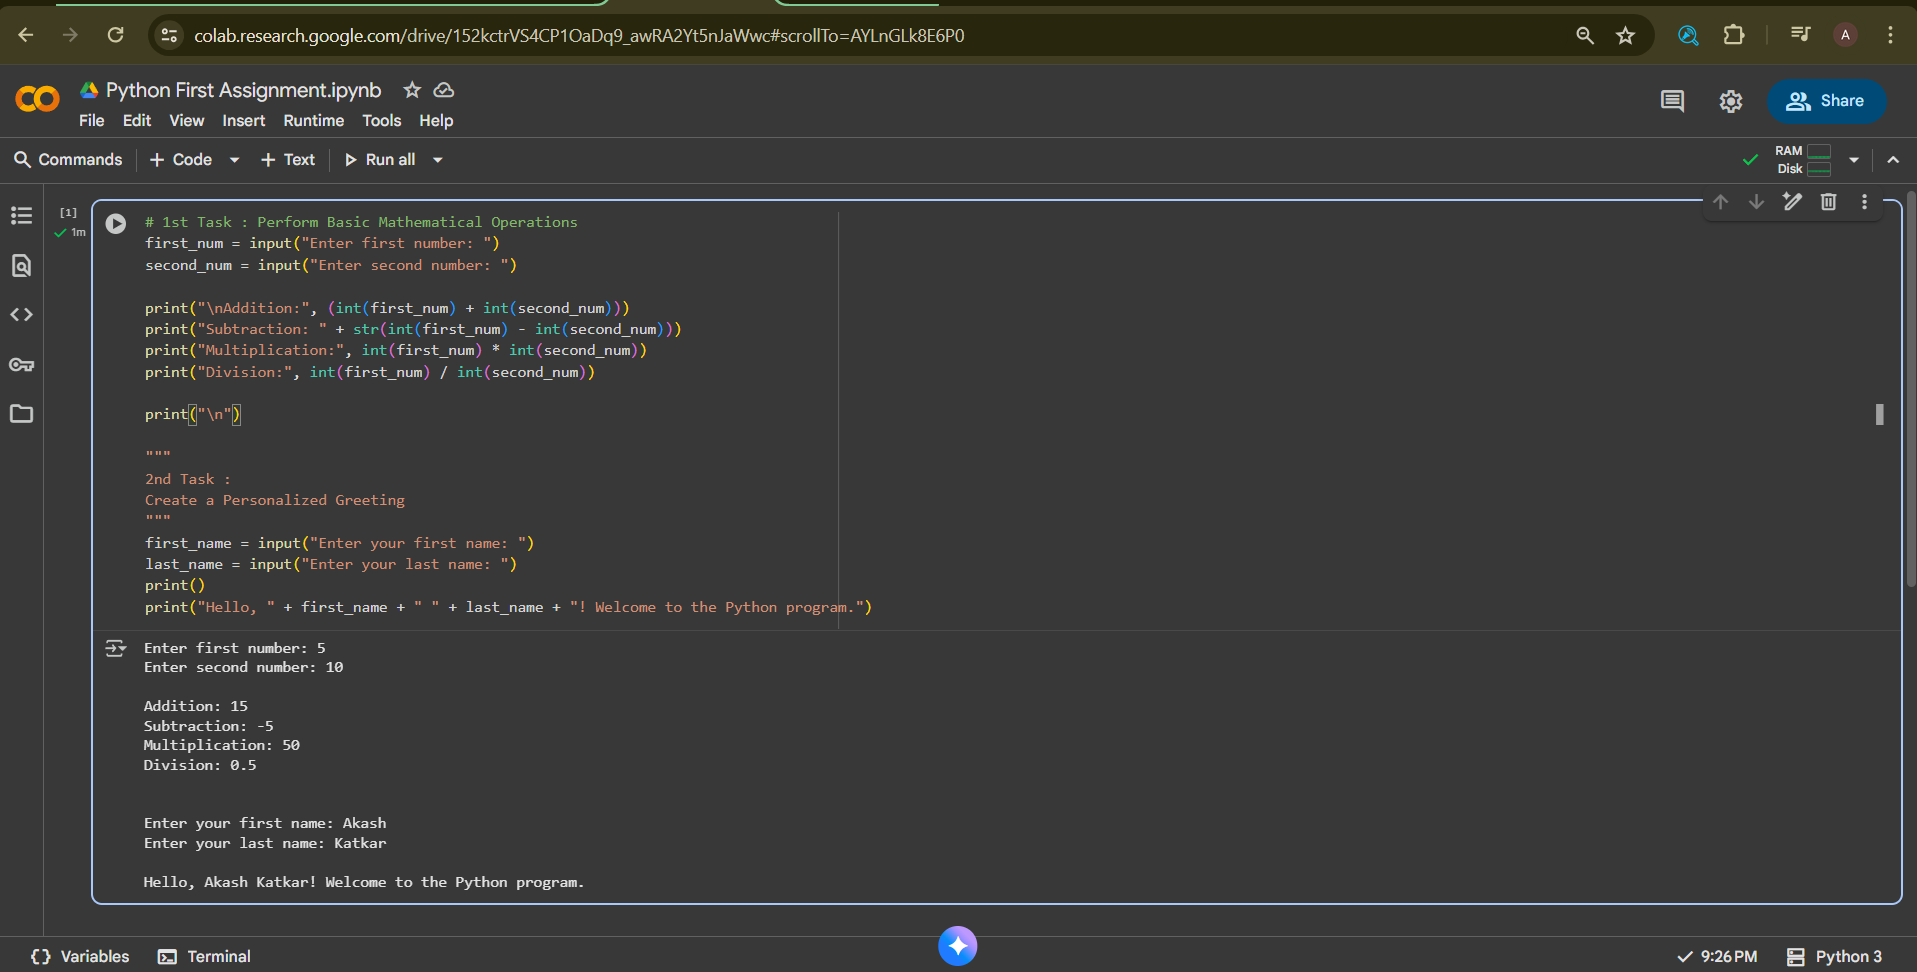 colab.research.google.com/drive/152kctrVS4CP1OaDq9_awRA2Yt5nJaWwc#scrollTo=AYLnGLk8E6P0
A
CO
Python First Assignment.ipynb
File Edit View Insert Runtime Tools Help
Share
Commands + Code + Text Run all
RAM
Disk
[1]
1m
# 1st Task : Perform Basic Mathematical Operations
first_num = input("Enter first number: ")
second_num = input("Enter second number: ")
print("\nAddition:", (int(first_num) + int(second_num)))
print("Subtraction: " + str(int(first_num) - int(second_num)))
print("Multiplication:", int(first_num) * int(second_num))
print("Division:", int(first_num) / int(second_num))
print("\n")
"""
2nd Task :
Create a Personalized Greeting
"""
first_name = input("Enter your first name: ")
last_name = input("Enter your last name: ")
print()
print("Hello, " + first_name + " " + last_name + "! Welcome to the Python program.")
Enter first number: 5
Enter second number: 10
Addition: 15
Subtraction: -5
Multiplication: 50
Division: 0.5
Enter your first name: Akash
Enter your last name: Katkar
Hello, Akash Katkar! Welcome to the Python program.
{} Variables Terminal
9:26 PM Python 3